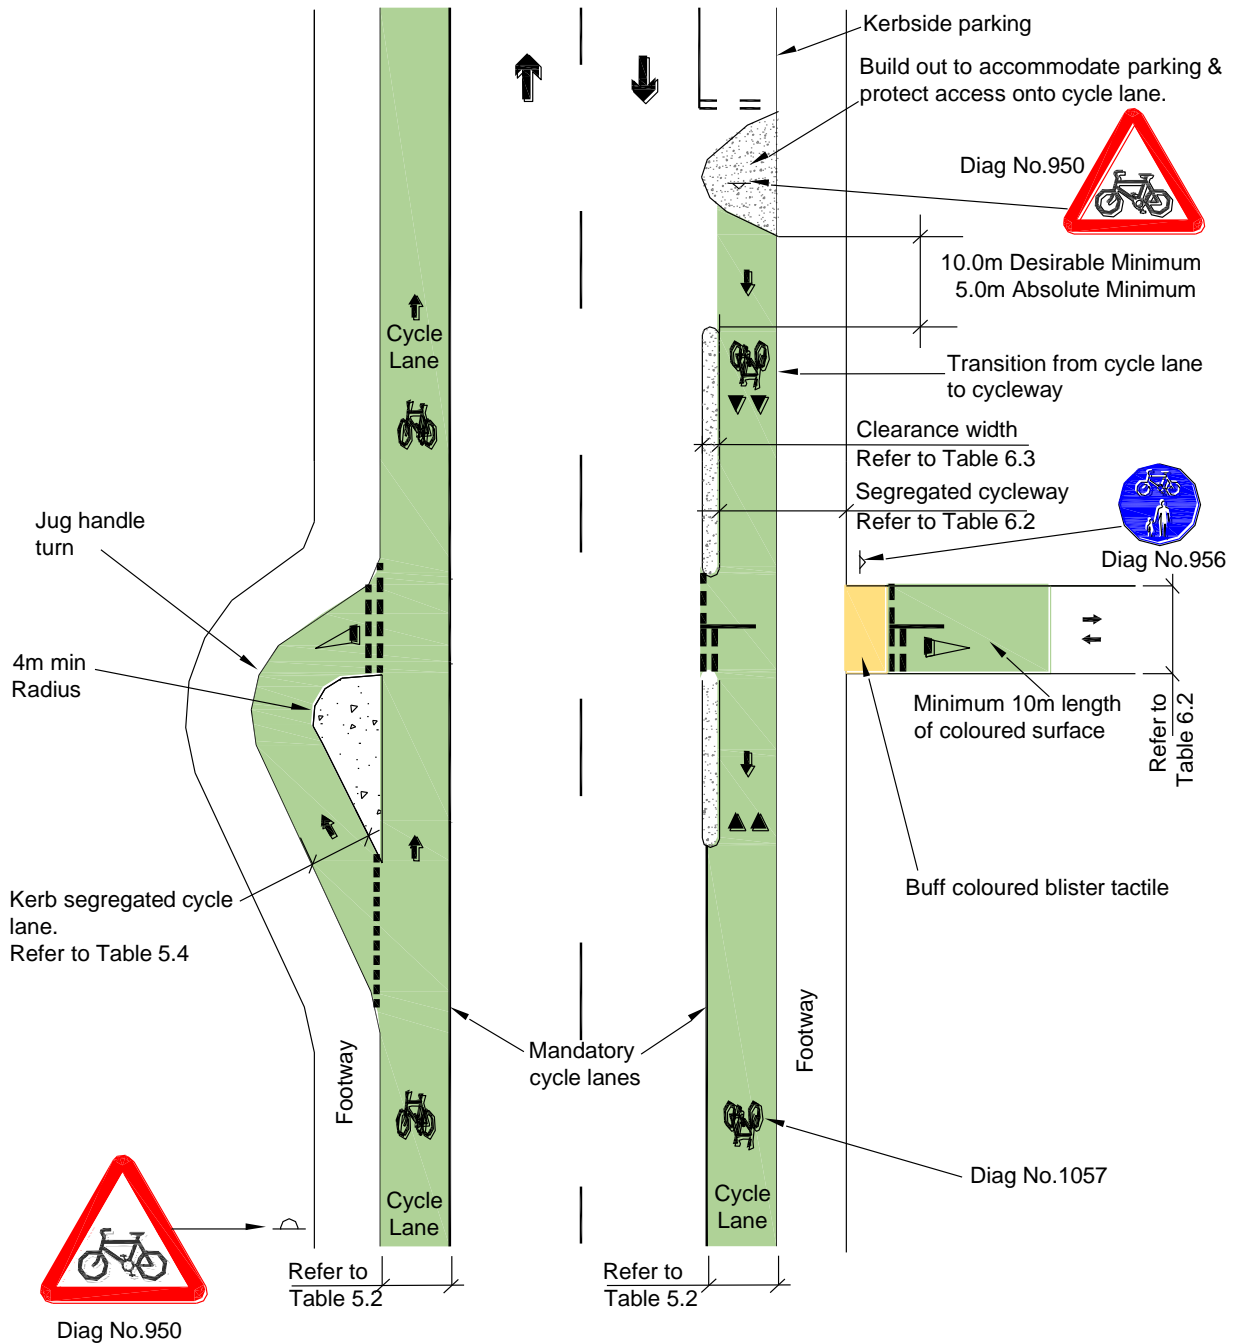 Kerbside parking
Build out to accommodate parking &
protect access onto cycle lane.
Diag No.950
10.0m Desirable Minimum
5.0m Absolute Minimum
Cycle
Lane
Transition from cycle lane
to cycleway
Clearance width
Refer to Table 6.3
Segregated cycleway
Refer to Table 6.2
Jug handle
turn
Diag No.956
4m min
Radius
Minimum 10m length
of coloured surface
Refer to
Table 6.2
Kerb segregated cycle
lane.
Refer to Table 5.4
Buff coloured blister tactile
Footway
Mandatory
cycle lanes
Footway
Diag No.1057
Cycle
Lane
Cycle
Lane
Refer to
Table 5.2
Refer to
Table 5.2
Diag No.950